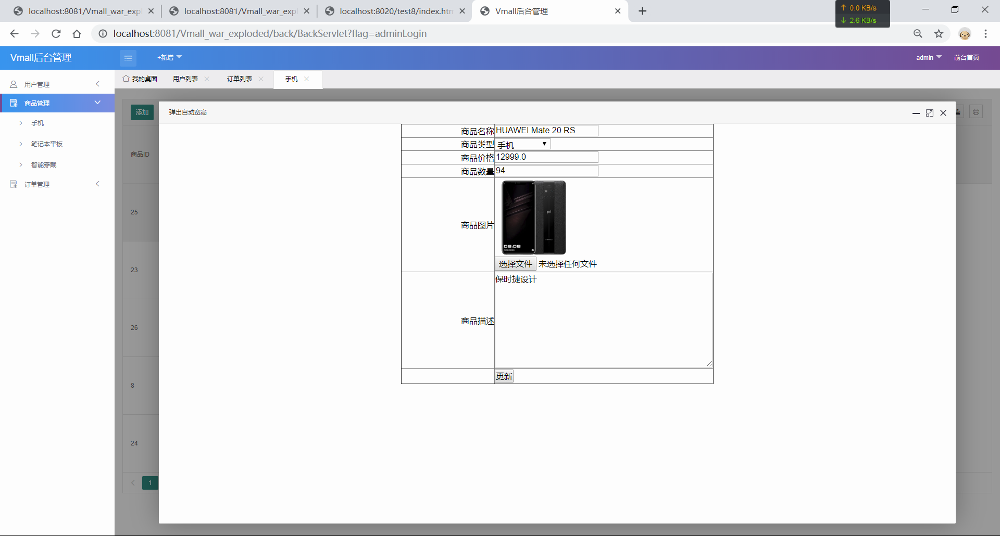 localhost:8081/Vmall_war_expl
localhost:8081/Vmall_war_expl
localhost:8020/test8/index.htm
Vmall后台管理
↑ 0.0 KB/s
↓ 2.6 KB/s
localhost:8081/Vmall_war_exploded/back/BackServlet?flag=adminLogin
Vmall后台管理
+新增
admin
前台首页
用户管理
商品管理
手机
笔记本平板
智能穿戴
订单管理
我的桌面
用户列表
订单列表
手机
添加
弹出自动宽高
商品ID
25
23
26
8
24
1
商品名称 HUAWEI Mate 20 RS
商品类型 手机
商品价格 12999.0
商品数量 94
商品图片
08:08
选择文件 未选择任何文件
商品描述 保时捷设计
更新